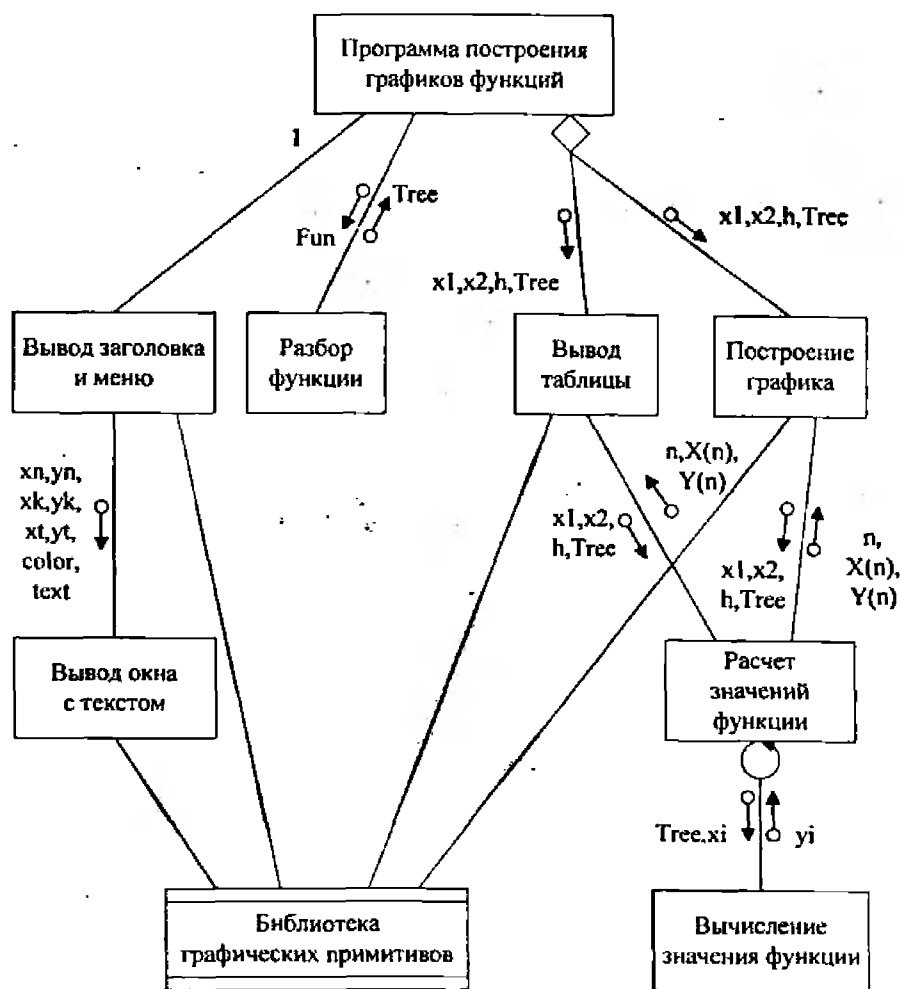 Программа построения
графиков функций
1
Tree
Fun
x1,x2,h,Tree
x1,x2,h,Tree
Вывод заголовка
и меню
Разбор
функции
Вывод
таблицы
Построение
графика
xn,yn,
xk,yk,
xt,yt,
color,
text
n,X(n),
Y(n)
x1,x2,
h,Tree
x1,x2,
h,Tree
n,
X(n),
Y(n)
Вывод окна
с текстом
Расчет
значений
функции
Tree,xi
yi
Библиотека
графических примитивов
Вычисление
значения функции